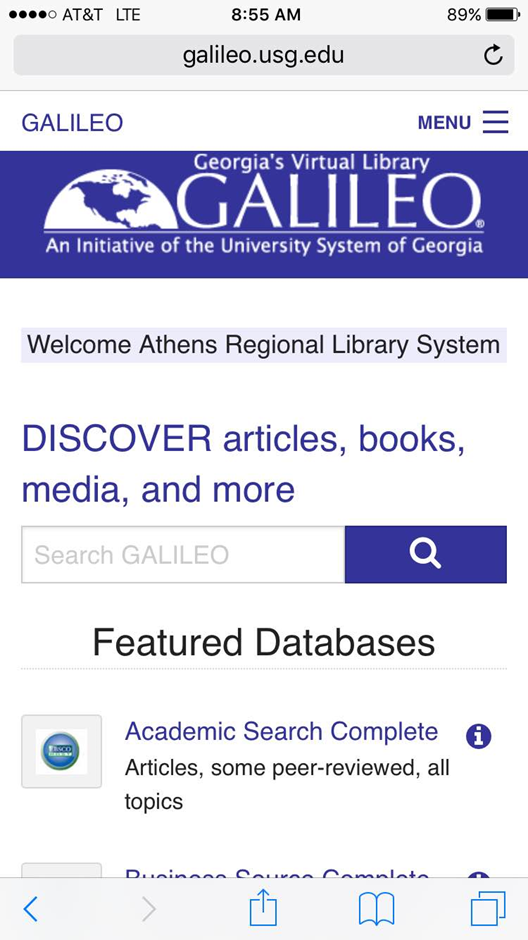 AT&T LTE 8:55 AM 89%
galileo.usg.edu
GALILEO MENU
Georgia's Virtual Library
GALILEO®
An Initiative of the University System of Georgia
Welcome Athens Regional Library System
DISCOVER articles, books,
media, and more
Search GALILEO
Featured Databases
EBSCO
Academic Search Complete
Articles, some peer-reviewed, all
topics
Business Source Complete